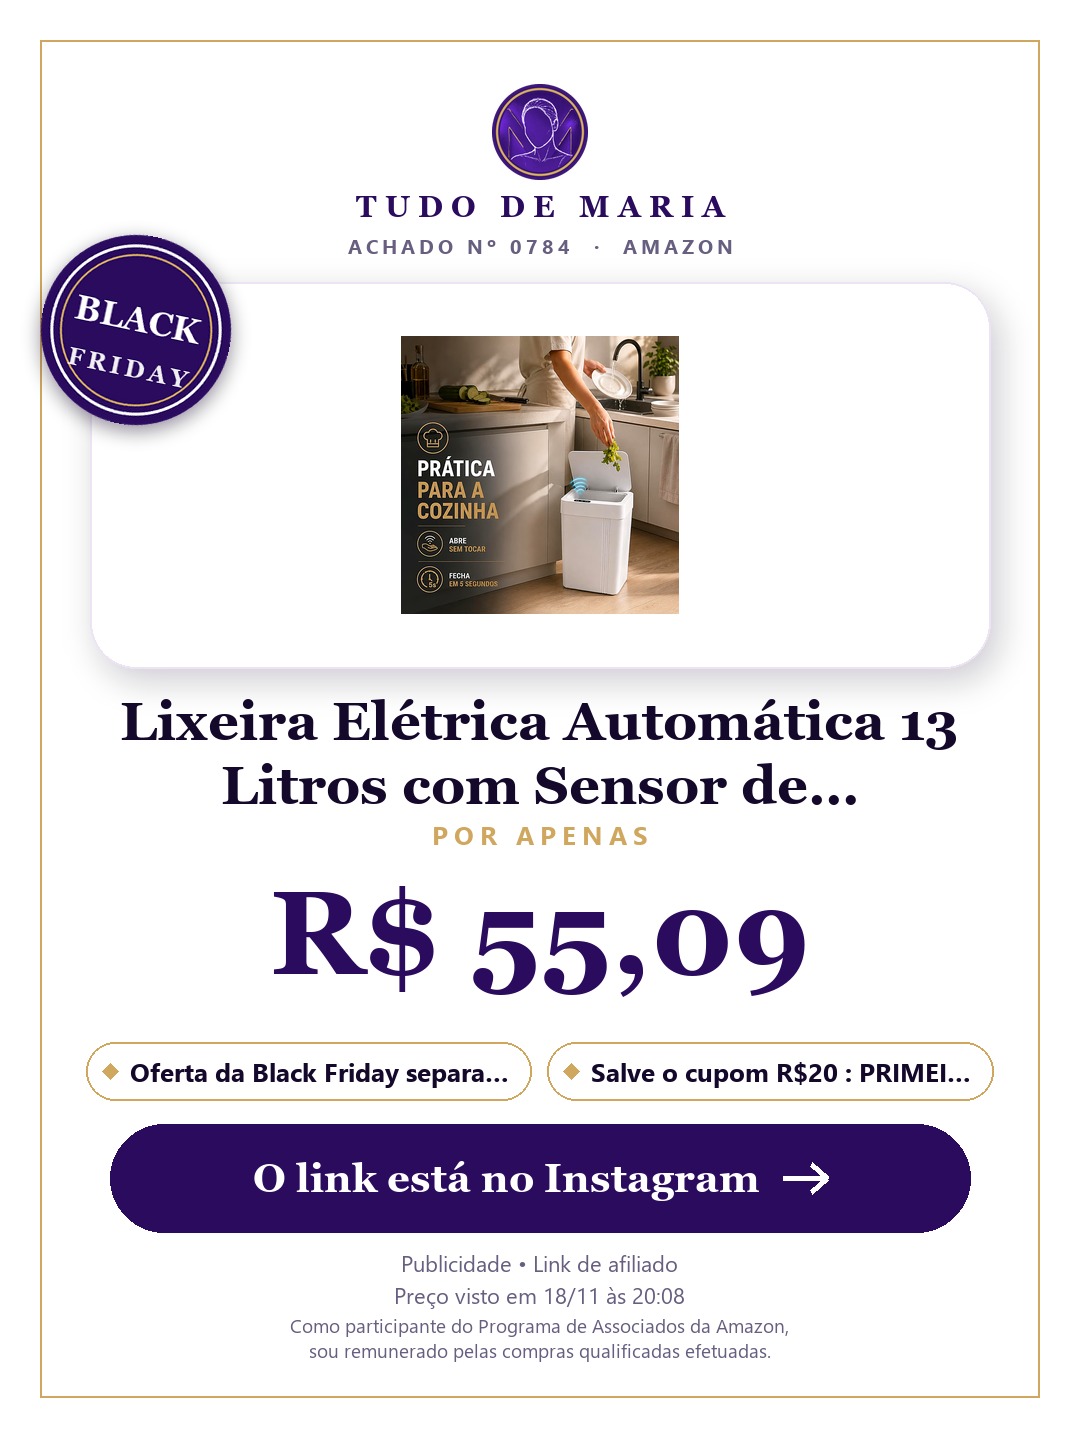 TUDO DE MARIA
ACHADO Nº 0784 · AMAZON
BLACK
FRIDAY
PRÁTICA
PARA A
COZINHA
ABRE
SEM TOCAR
5s
FECHA
EM 5 SEGUNDOS
Lixeira Elétrica Automática 13
Litros com Sensor de...
POR APENAS
R$ 55,09
Oferta da Black Friday separa...
Salve o cupom R$20 : PRIMEI...
O link está no Instagram →
Publicidade • Link de afiliado
Preço visto em 18/11 às 20:08
Como participante do Programa de Associados da Amazon,
sou remunerado pelas compras qualificadas efetuadas.